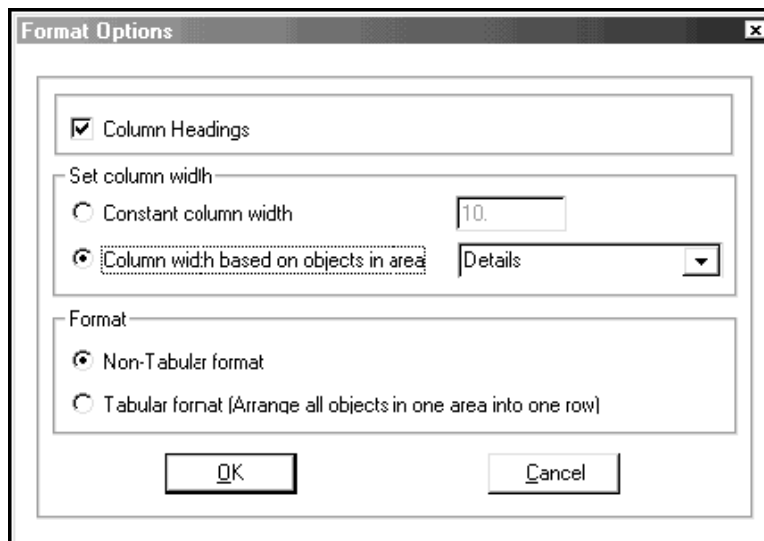 Format Options
Column Headings
Set column width
Constant column width 10.
Column width based on objects in area Details
Format
Non-Tabular format
Tabular format (Arrange all objects in one area into one row)
OK Cancel